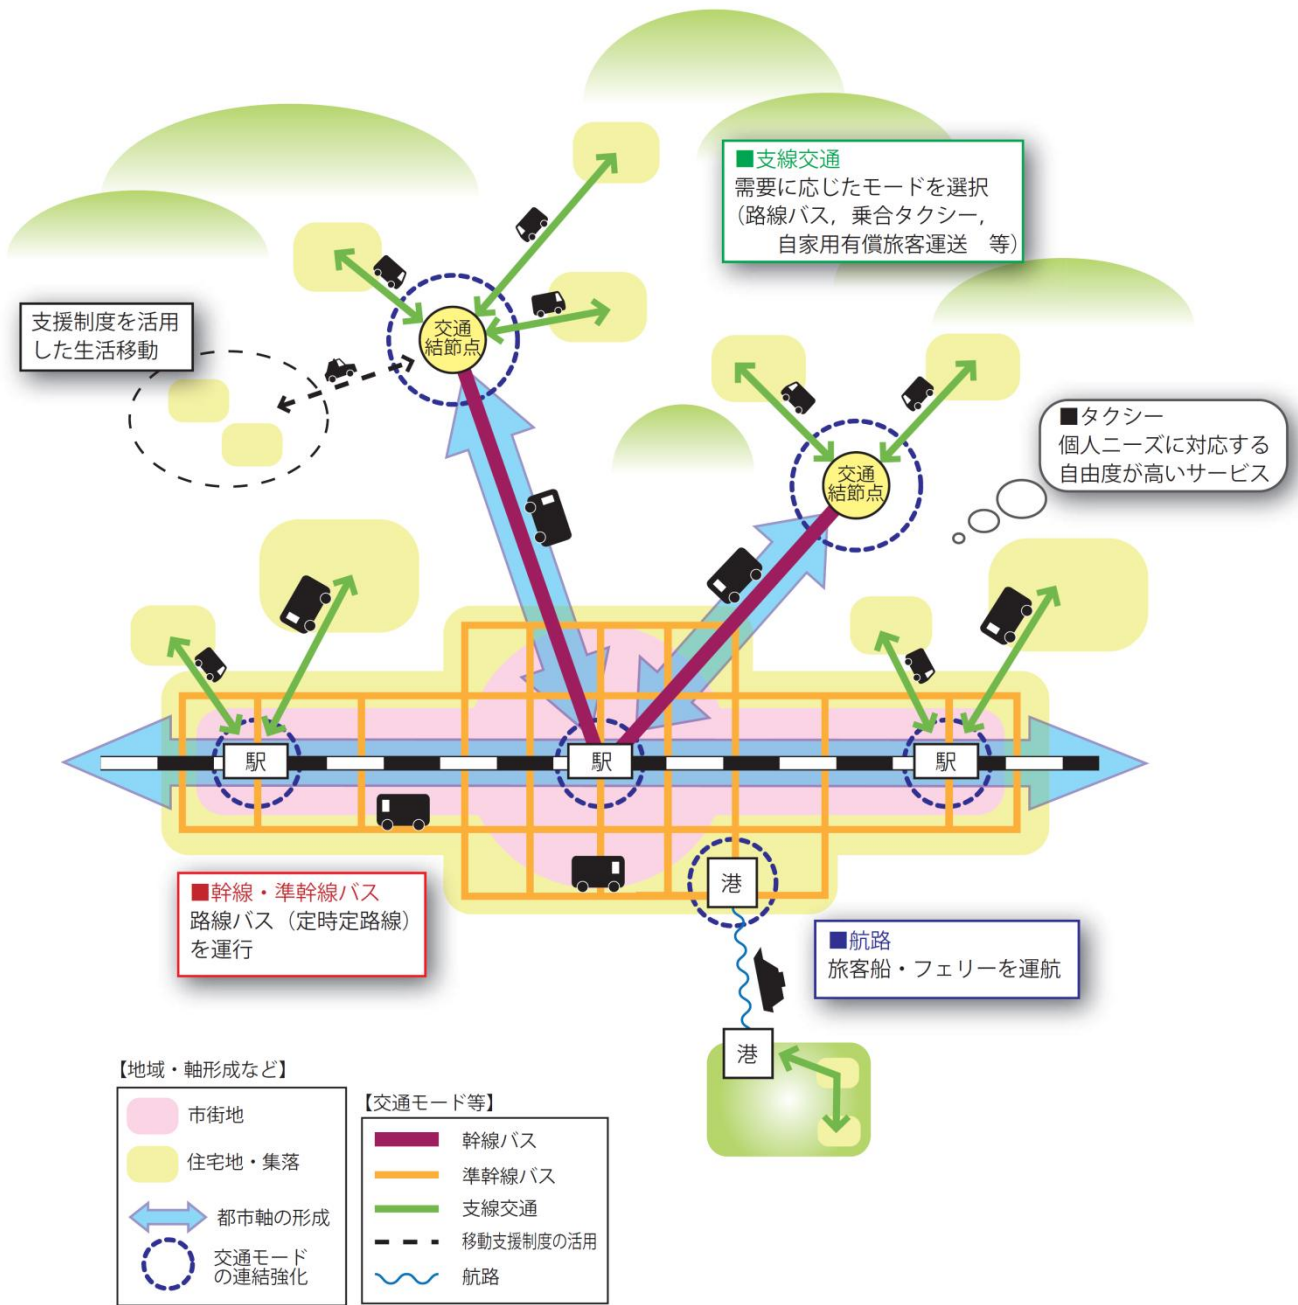 ■支線交通
需要に応じたモードを選択
(路線バス，乗合タクシー，
自家用有償旅客運送　等)
支援制度を活用
した生活移動
交通
結節点
交通
結節点
■タクシー
個人ニーズに対応する
自由度が高いサービス
駅
駅
駅
港
■幹線・準幹線バス
路線バス（定時定路線）
を運行
■航路
旅客船・フェリーを運航
港
【地域・軸形成など】
市街地
住宅地・集落
都市軸の形成
交通モード
の連結強化
【交通モード等】
幹線バス
準幹線バス
支線交通
移動支援制度の活用
航路